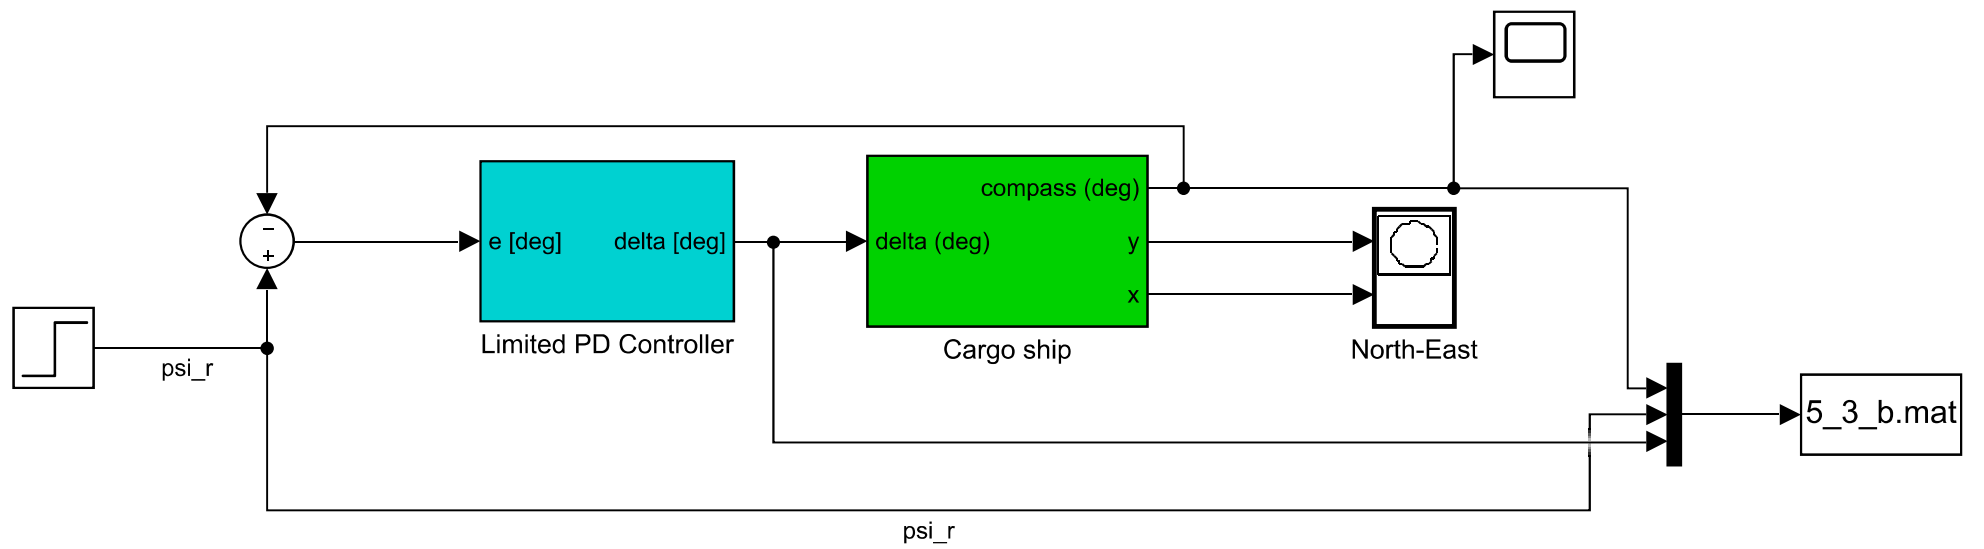 compass (deg)
e [deg]
delta [deg]
delta (deg)
y
x
Limited PD Controller
Cargo ship
North-East
psi_r
5_3_b.mat
psi_r